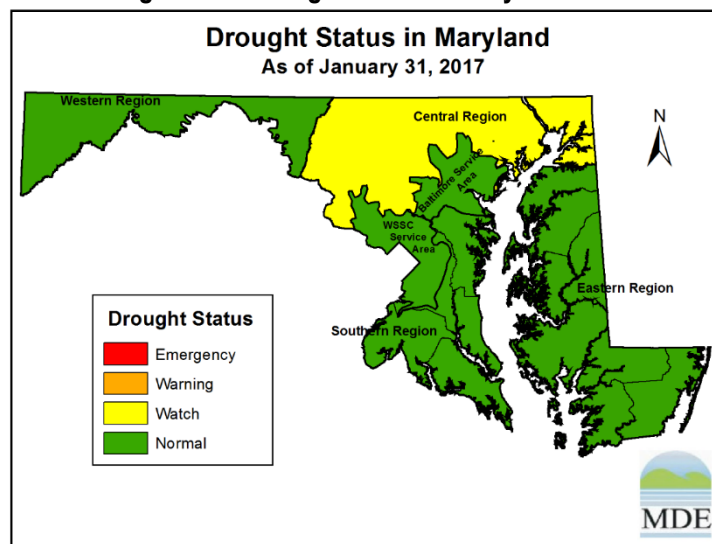 Drought Status in Maryland
As of January 31, 2017
Western Region
Central Region
N
Baltimore Service
Area
WSSC
Service
Area
Eastern Region
Southern Region
Drought Status
Emergency
Warning
Watch
Normal
MDE